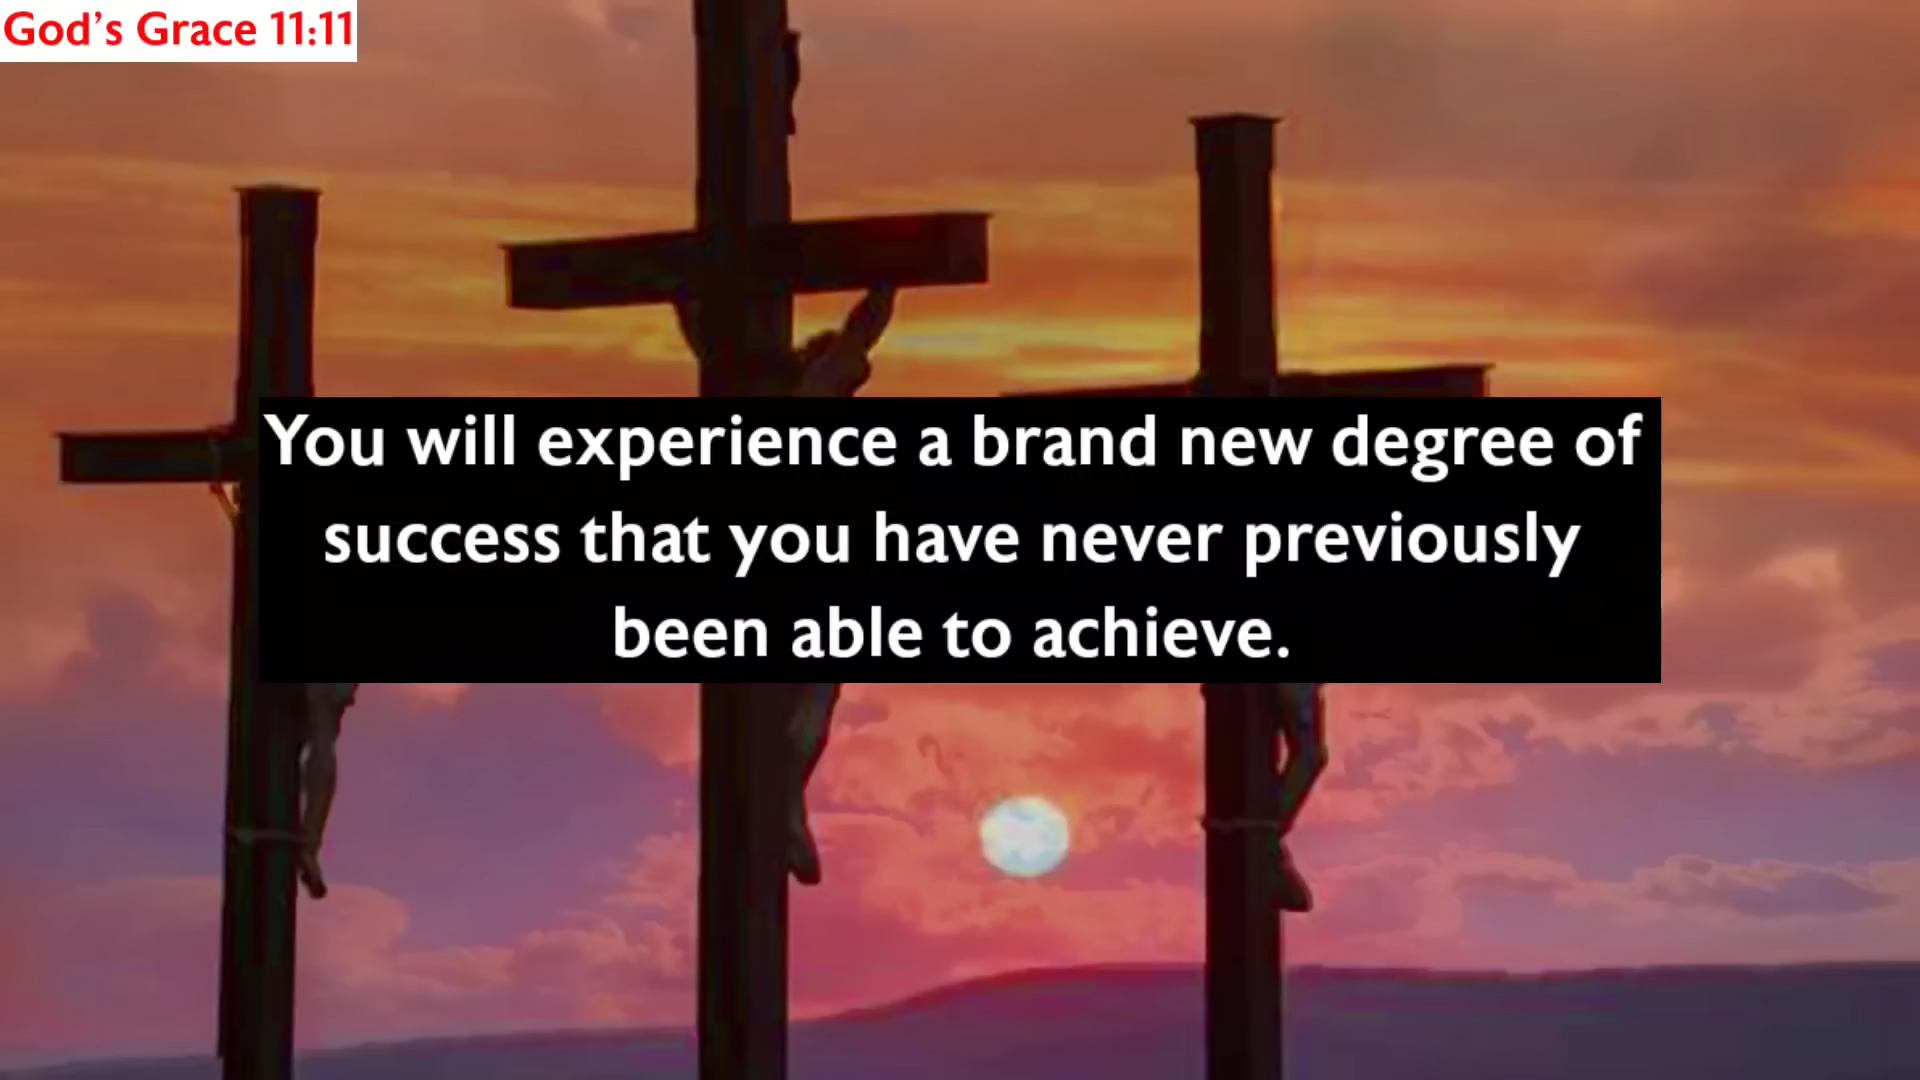 God's Grace 11:11
You will experience a brand new degree of
success that you have never previously
been able to achieve.